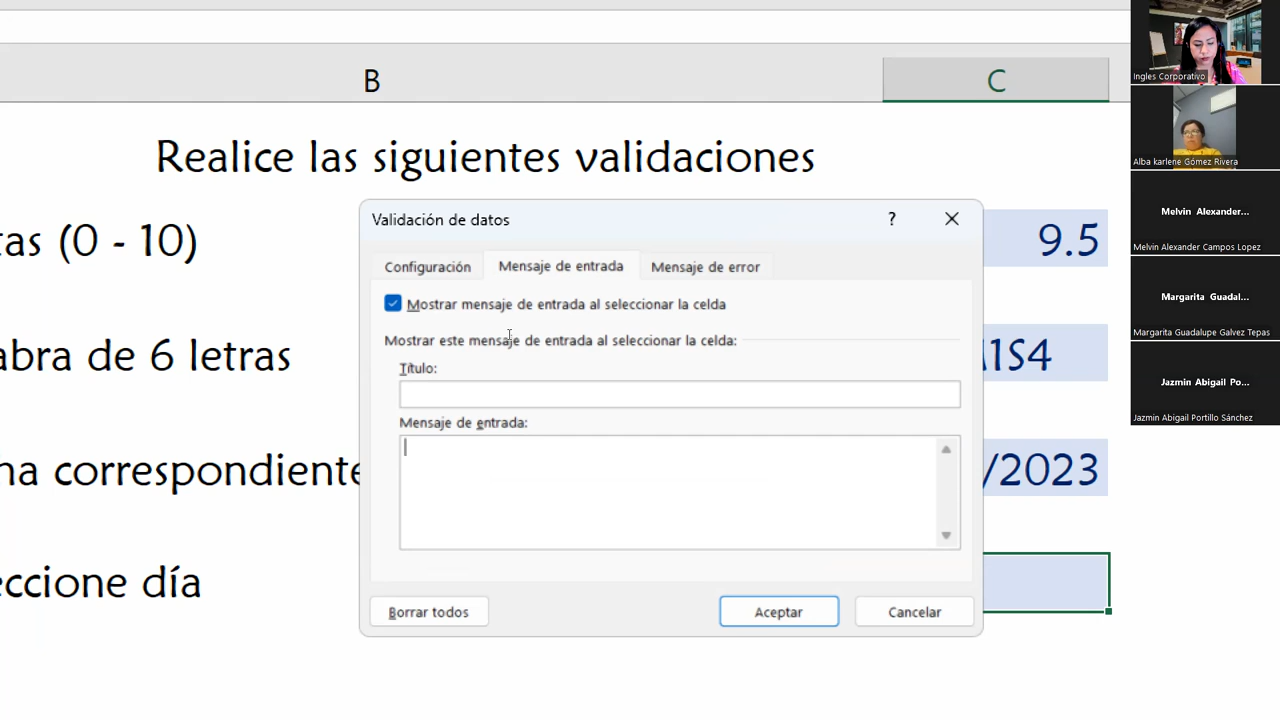 B
C
Realice las siguientes validaciones
tas (0 - 10)
9.5
abra de 6 letras
1S4
ha correspondiente
/2023
eccione día
Validación de datos
?
Configuración
Mensaje de entrada
Mensaje de error
Mostrar mensaje de entrada al seleccionar la celda
Mostrar este mensaje de entrada al seleccionar la celda:
Título:
Mensaje de entrada:
Borrar todos
Aceptar
Cancelar
Ingles Corporativo
Alba karlene Gómez Rivera
Melvin Alexander...
Melvin Alexander Campos Lopez
Margarita Guadal...
Margarita Guadalupe Galvez Tepas
Jazmin Abigail Po...
Jazmin Abigail Portillo Sánchez